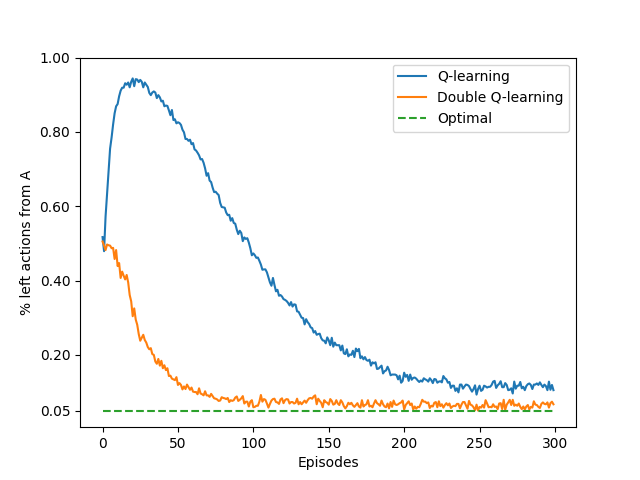 1.00
0.80
0.60
0.40
0.20
0.05
% left actions from A
Q-learning
Double Q-learning
Optimal
0 50 100 150 200 250 300
Episodes